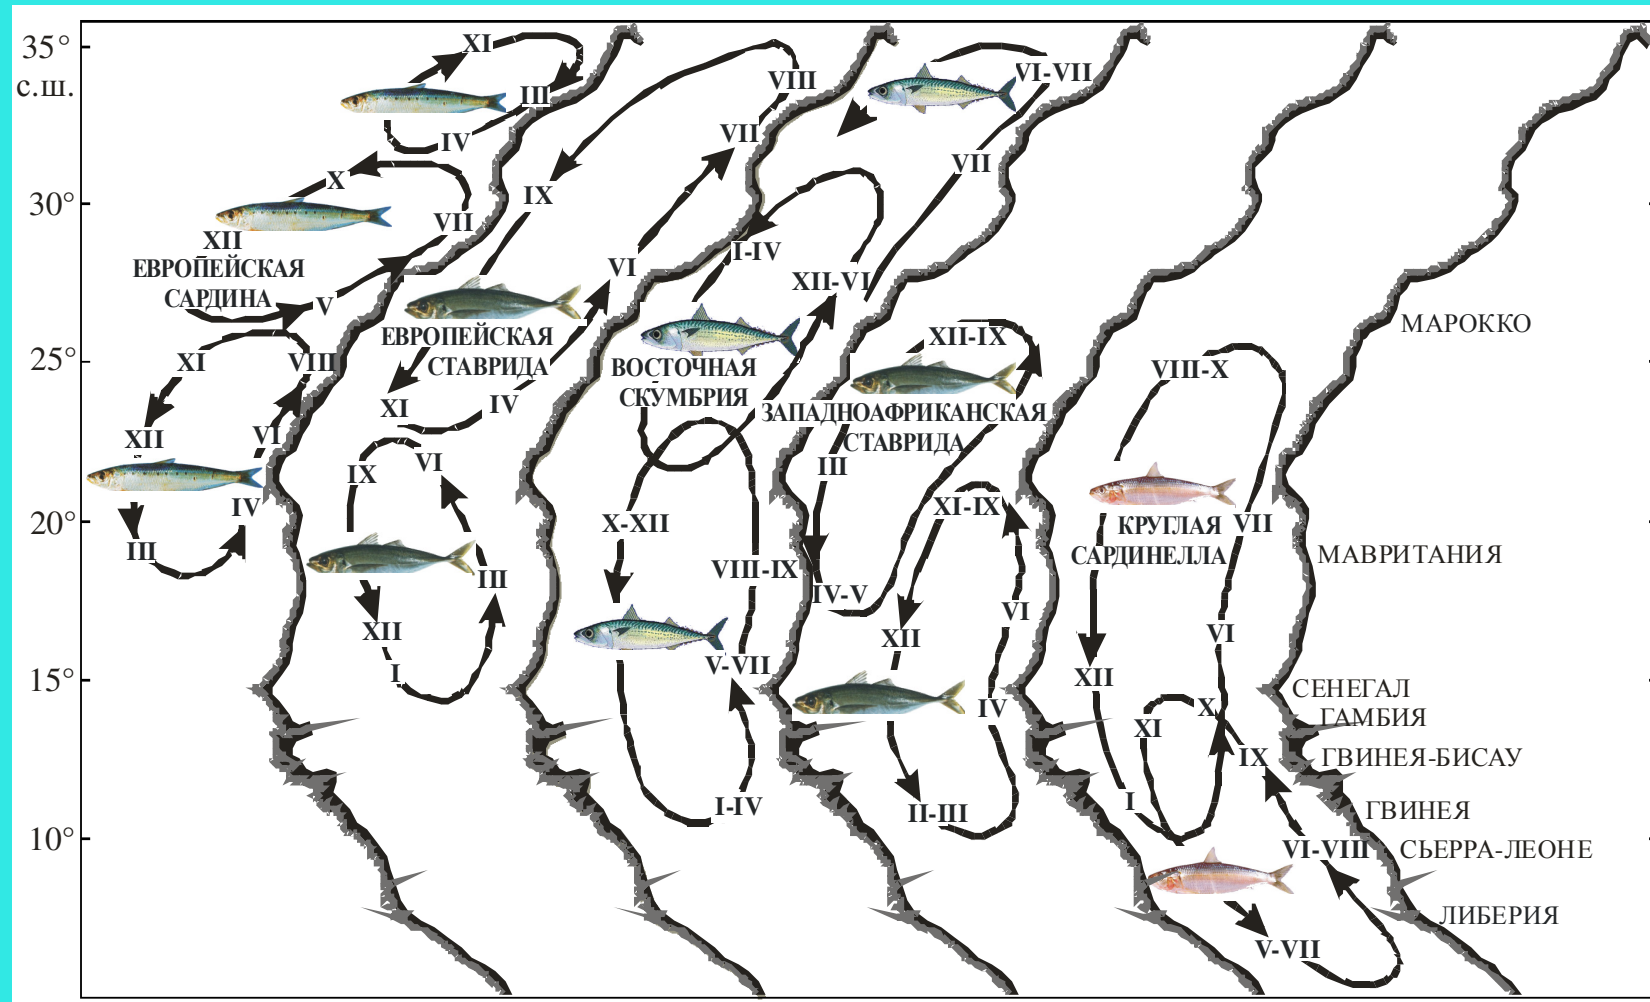 35°
с.ш.
30°
25°
20°
15°
10°
XI
III
IV
X
VII
XII
ЕВРОПЕЙСКАЯ
САРДИНА
V
XI
VIII
XII
VI
IV
III
VIII
VII
IX
VI
ЕВРОПЕЙСКАЯ
СТАВРИДА
XI
IV
IX
VI
III
XII
I
VI-VII
VII
I-IV
XII-VI
ВОСТОЧНАЯ
СКУМБРИЯ
X-XII
VIII-IX
V-VII
I-IV
XII-IX
ЗАПАДНОАФРИКАНСКАЯ
СТАВРИДА
III
IV-V
XI-IX
VI
XII
IV
II-III
VIII-X
КРУГЛАЯ
САРДИНЕЛЛА
VII
VI
XII
X
XI
IX
I
VI-VIII
V-VII
МАРОККО
МАВРИТАНИЯ
СЕНЕГАЛ
ГАМБИЯ
ГВИНЕЯ-БИСАУ
ГВИНЕЯ
СЬЕРРА-ЛЕОНЕ
ЛИБЕРИЯ